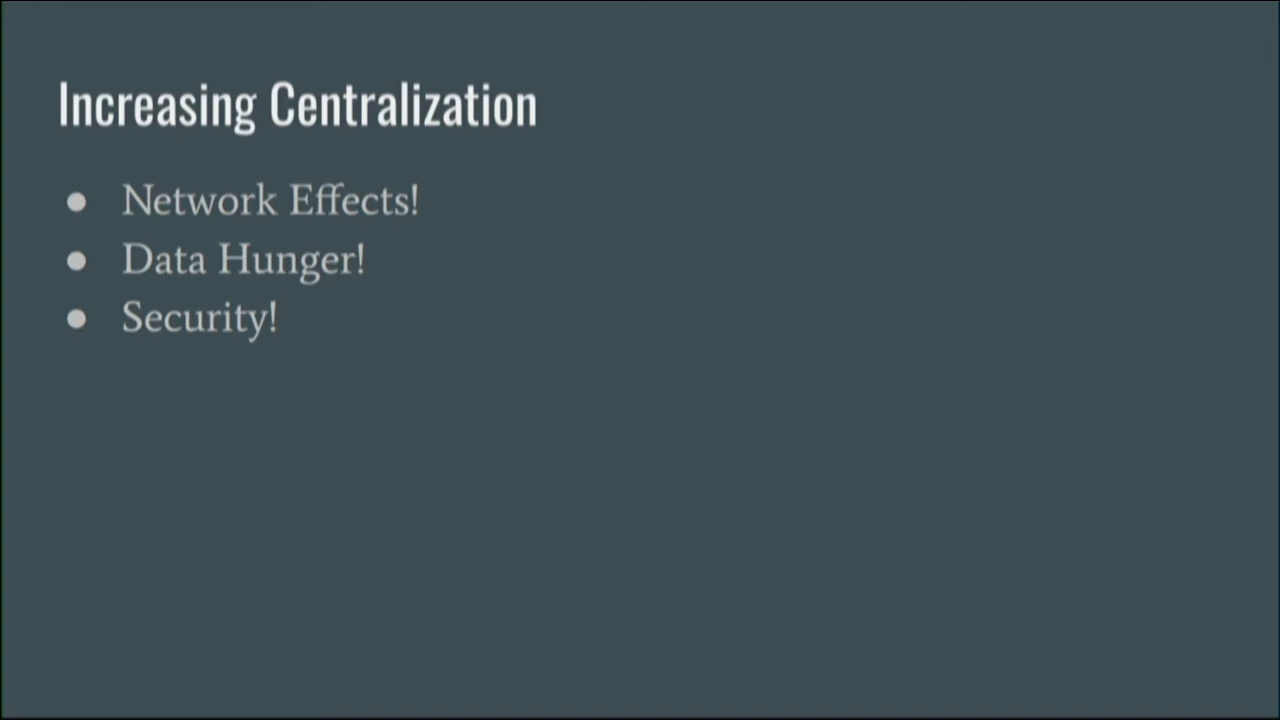 Increasing Centralization
● Network Effects!
● Data Hunger!
● Security!